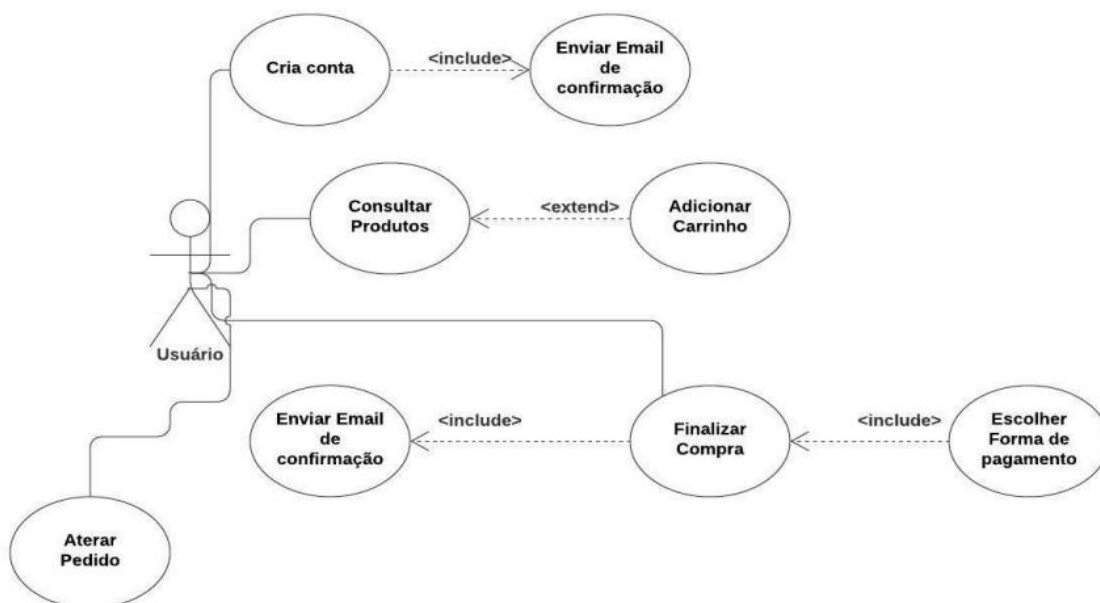 Cria conta
<include>
Enviar Email
de
confirmação
Consultar
Produtos
<extend>
Adicionar
Carrinho
Usuário
Enviar Email
de
confirmação
<include>
Finalizar
Compra
<include>
Escolher
Forma de
pagamento
Aterar
Pedido